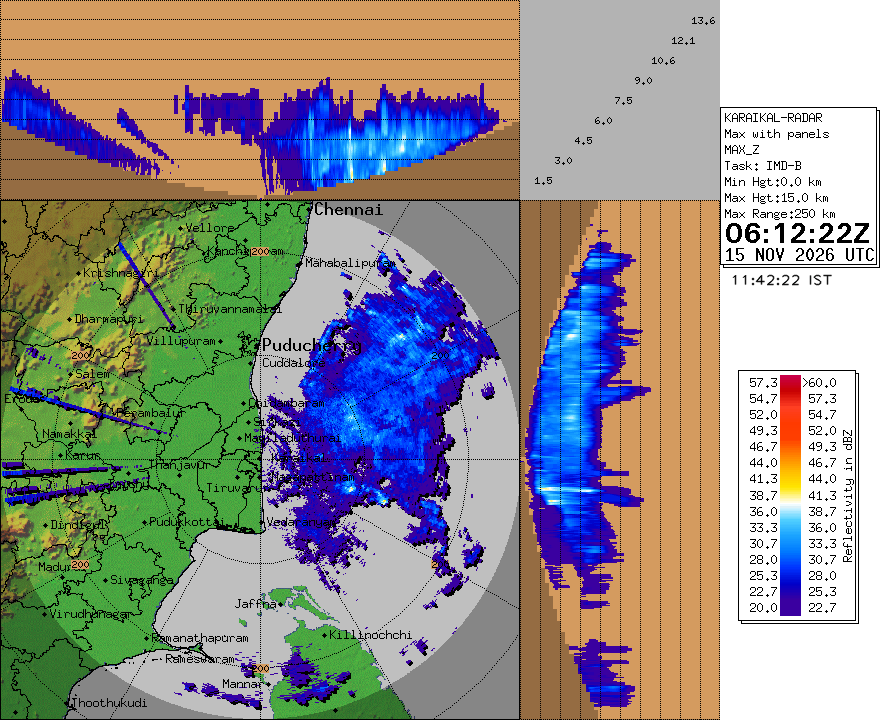 13.6
12.1
10.6
9.0
7.5
6.0
4.5
3.0
1.5
KARAIKAL-RADAR
Max with panels
MAX_Z
Task: IMD-B
Min Hgt:0.0 km
Max Hgt:15.0 km
Max Range:250 km
06:12:22Z
15 NOV 2026 UTC
11:42:22 IST
Chennai
Vellore
200
Mahabalipuram
Krishnagiri
Thiruvannamalai
Dharmapuri
Villupuram
Puducherry
200
200
Cuddalore
Salem
Perambalur
Namakkal
Karur
Thanjavur
Tiruvarur
Dindigul
Pudukkottai
Vedaranyam
200
Madurai
Sivaganga
Jaffna
Virudhunagar
Ramanathapuram
Killinochchi
Rameswaram
200
Mannar
Thoothukudi
57.3 >60.0
54.7 57.3
52.0 54.7
49.3 52.0
46.7 49.3
44.0 46.7
41.3 44.0
38.7 41.3
36.0 38.7
33.3 36.0
30.7 33.3
28.0 30.7
25.3 28.0
22.7 25.3
20.0 22.7
Reflectivity in dBZ